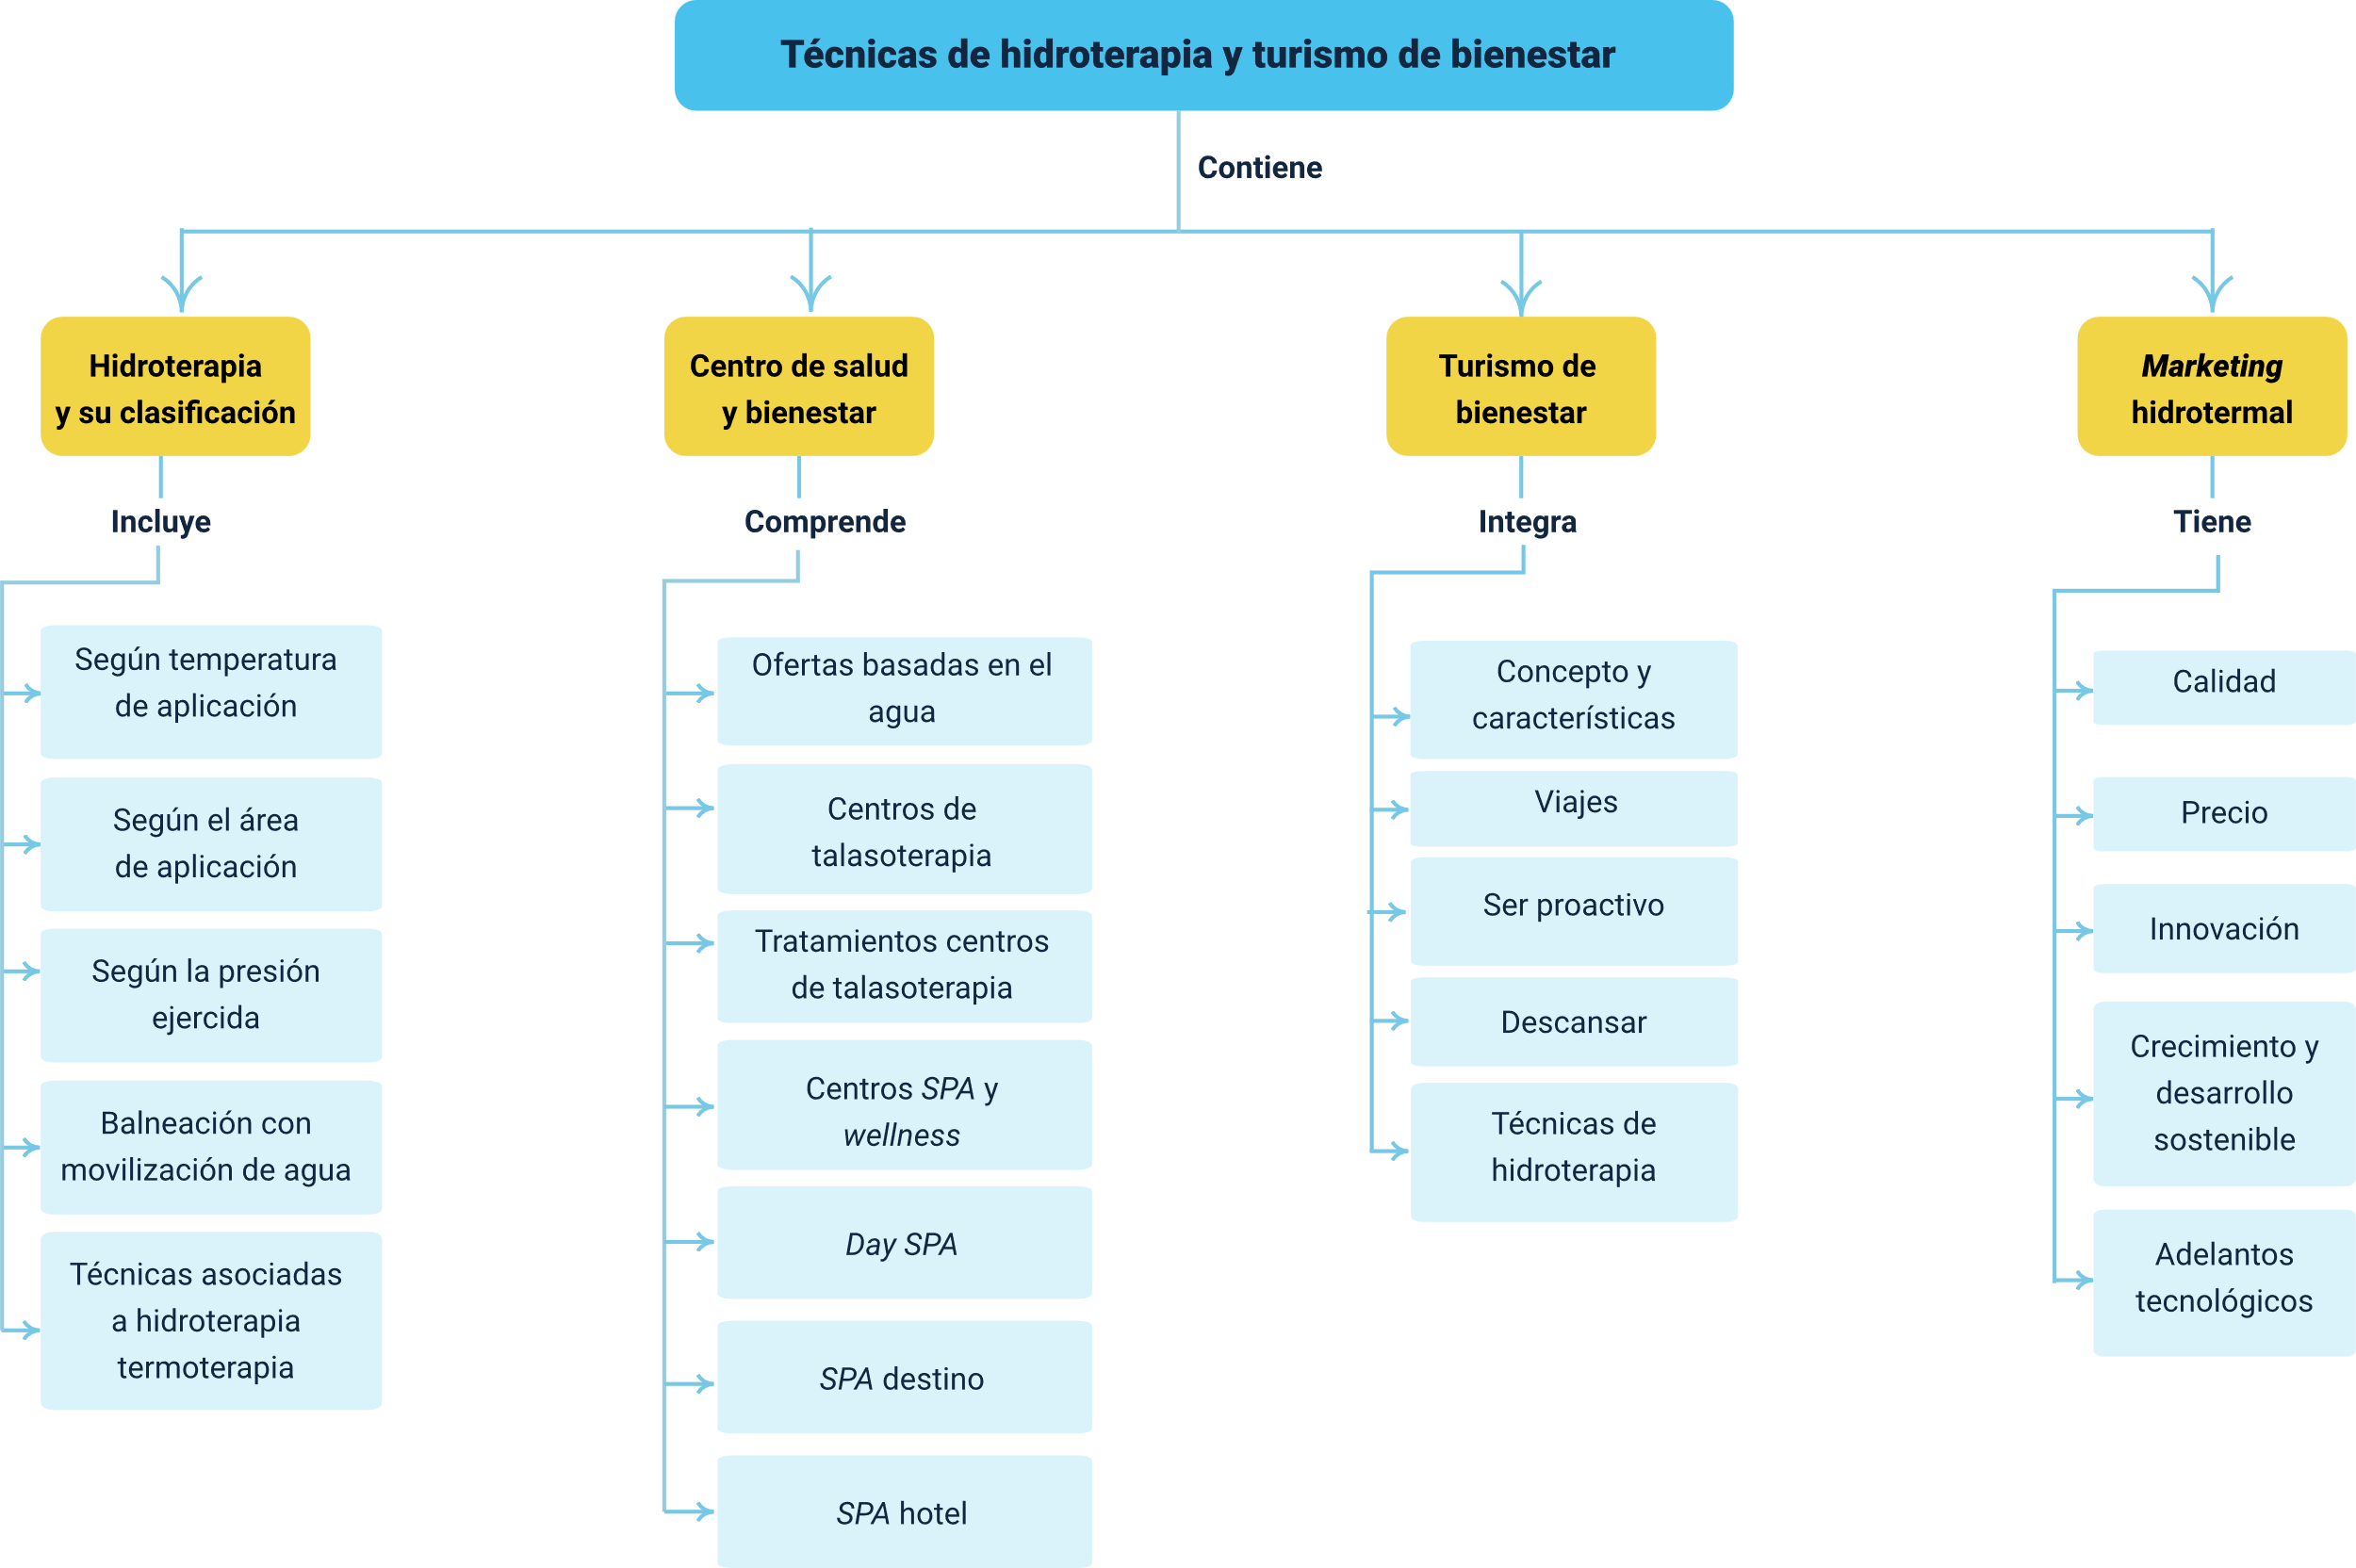 Técnicas de hidroterapia y turismo de bienestar
Contiene
Hidroterapia
y su clasificación
Incluye
Según temperatura
de aplicación
Según el área
de aplicación
Según la presión
ejercida
Balneación con
movilización de agua
Técnicas asociadas
a hidroterapia
termoterapia
Centro de salud
y bienestar
Comprende
Ofertas basadas en el
agua
Centros de
talasoterapia
Tratamientos centros
de talasoterapia
Centros SPA y
wellness
Day SPA
SPA destino
SPA hotel
Turismo de
bienestar
Integra
Concepto y
características
Viajes
Ser proactivo
Descansar
Técnicas de
hidroterapia
Marketing
hidrotermal
Tiene
Calidad
Precio
Innovación
Crecimiento y
desarrollo
sostenible
Adelantos
tecnológicos